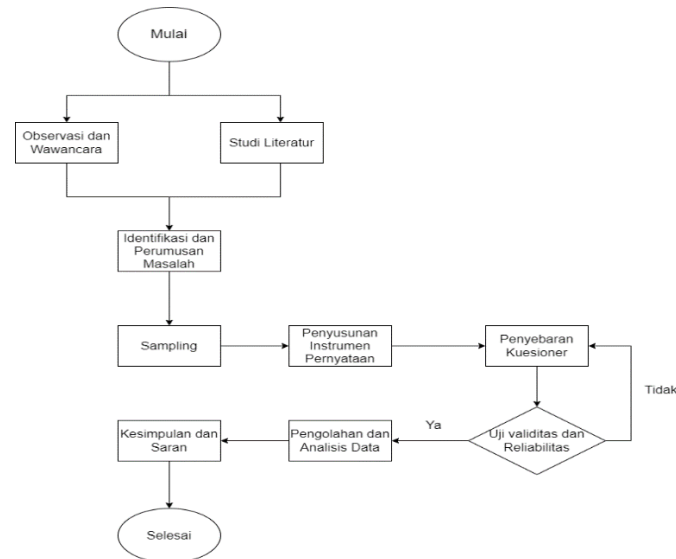 Mulai
Observasi dan
Wawancara
Studi Literatur
Identifikasi dan
Perumusan
Masalah
Sampling
Penyusunan
Instrumen
Pernyataan
Penyebaran
Kuesioner
Tidak
Uji validitas dan
Reliabilitas
Ya
Pengolahan dan
Analisis Data
Kesimpulan dan
Saran
Selesai